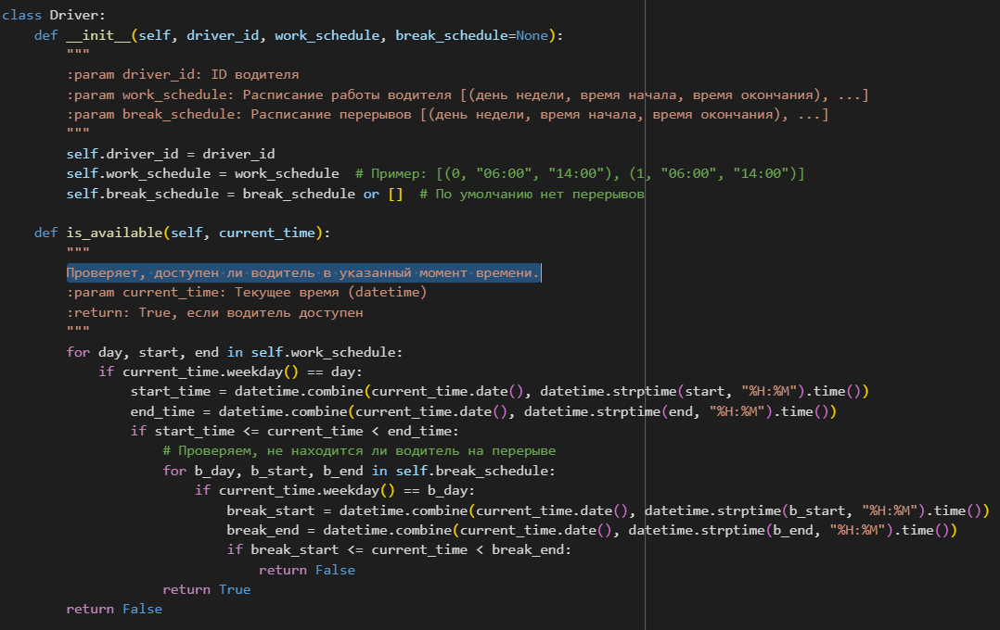 class Driver:
    def __init__(self, driver_id, work_schedule, break_schedule=None):
        """
        :param driver_id: ID водителя
        :param work_schedule: Расписание работы водителя [(день недели, время начала, время окончания), ...]
        :param break_schedule: Расписание перерывов [(день недели, время начала, время окончания), ...]
        """
        self.driver_id = driver_id
        self.work_schedule = work_schedule  # Пример: [(0, "06:00", "14:00"), (1, "06:00", "14:00")]
        self.break_schedule = break_schedule or []  # По умолчанию нет перерывов

    def is_available(self, current_time):
        """
        Проверяет, доступен ли водитель в указанный момент времени.
        :param current_time: Текущее время (datetime)
        :return: True, если водитель доступен
        """
        for day, start, end in self.work_schedule:
            if current_time.weekday() == day:
                start_time = datetime.combine(current_time.date(), datetime.strptime(start, "%H:%M").time())
                end_time = datetime.combine(current_time.date(), datetime.strptime(end, "%H:%M").time())
                if start_time <= current_time < end_time:
                    # Проверяем, не находится ли водитель на перерыве
                    for b_day, b_start, b_end in self.break_schedule:
                        if current_time.weekday() == b_day:
                            break_start = datetime.combine(current_time.date(), datetime.strptime(b_start, "%H:%M").time())
                            break_end = datetime.combine(current_time.date(), datetime.strptime(b_end, "%H:%M").time())
                            if break_start <= current_time < break_end:
                                return False
                    return True
        return False